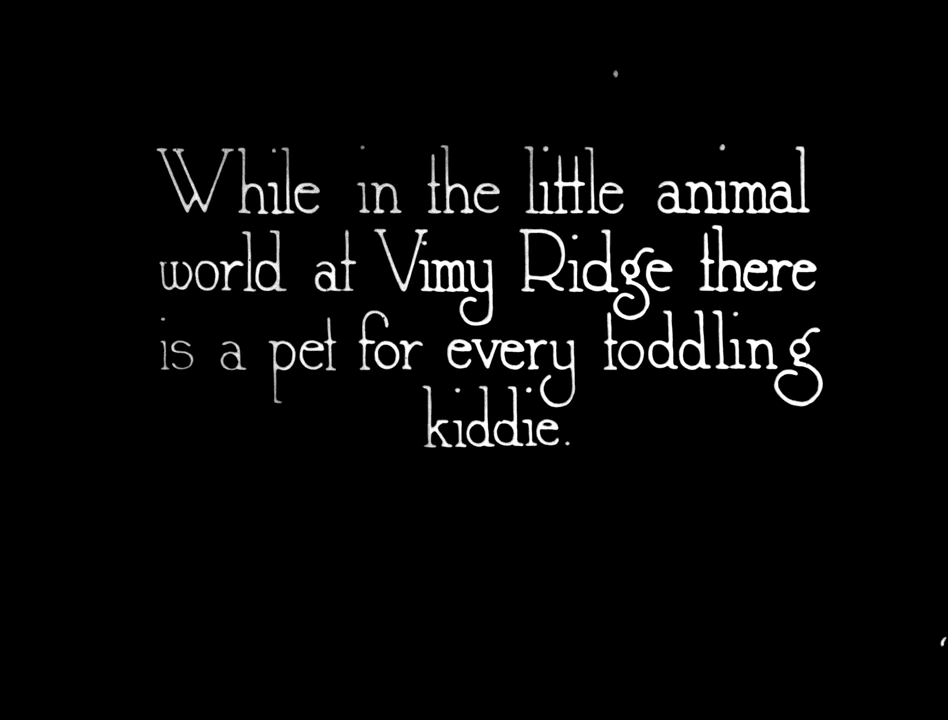 While in the little animal
world at Vimy Ridge there
is a pet for every toddling
kiddie.